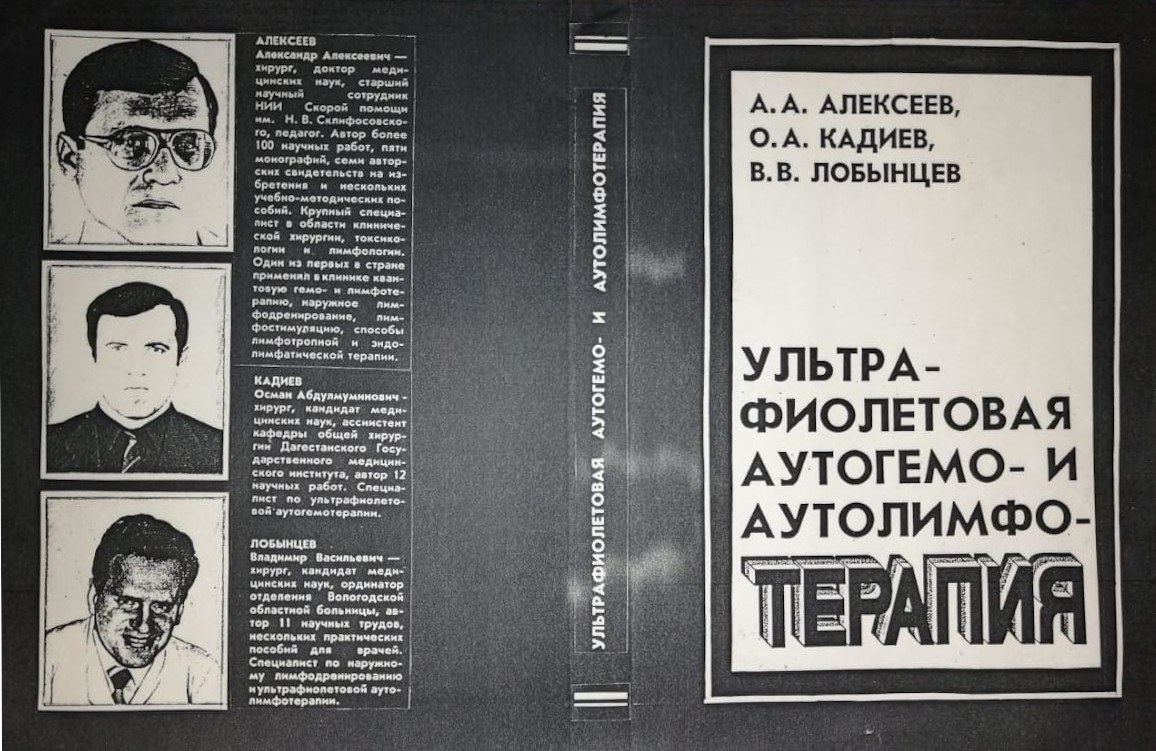 АЛЕКСЕЕВ
Александр Алексеевич —
хирург, доктор меди-
цинских наук, старший
научный сотрудник
НИИ Скорой помощи
им. Н. В. Склифосовско-
го, педагог. Автор более
100 научных работ, пяти
монографий, семи автор-
ских свидетельств на из-
бретения и нескольких
учебно-методических по-
собий. Крупный специа-
лист в области клиниче-
ской хирургии, токсико-
логии и лимфологии.
Один из первых в стране
применял в клинике кван-
товую гемо- и лимфоте-
рапию, наружное лим-
фодренирование, лим-
фостимуляцию, способы
лимфотропной и эндо-
лимфатической терапии.
КАДИЕВ
Осман Абдулмуминович -
хирург, кандидат меди-
цинских наук, ассинстент
кафедры общей хирур-
гии Дагестанского Госу-
дарственного медицин-
ского института, автор 12
научных работ. Специа-
лист по ультрафиолето-
вой аутогемотерапии.
ЛОБЫНЦЕВ
Владимир Васильевич —
хирург, кандидат меди-
цинских наук, ординатор
отделения Вологодской
областной больницы, ав-
тор 11 научных трудов,
нескольких практических
пособий для врачей.
Специалист по наружно-
му лимфодренированию
и ультрафиолетовой ауто-
лимфотерапии.
УЛЬТРАФИОЛЕТОВАЯ АУТОГЕМО- И АУТОЛИМФОТЕРАПИЯ
А. А. АЛЕКСЕЕВ,
О. А. КАДИЕВ,
В. В. ЛОБЫНЦЕВ
УЛЬТРА-
ФИОЛЕТОВАЯ
АУТОГЕМО- И
АУТОЛИМФО-
ТЕРАПИЯ